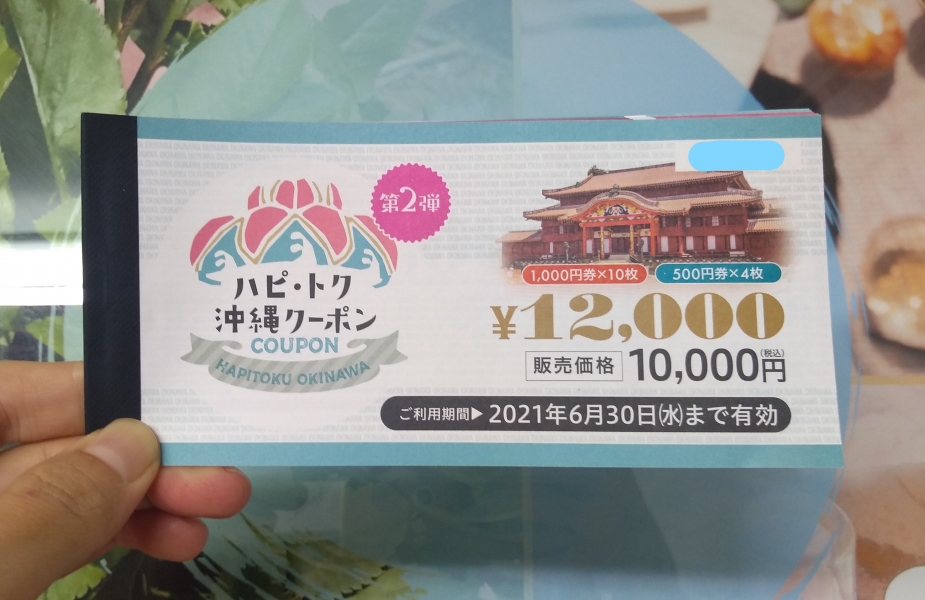 第2弾
ハピ・トク
沖縄クーポン
COUPON
HAPITOKU OKINAWA
1,000円券×10枚
500円券×4枚
¥12,000
販売価格 10,000円(税込)
ご利用期間▶2021年6月30日(水)まで有効